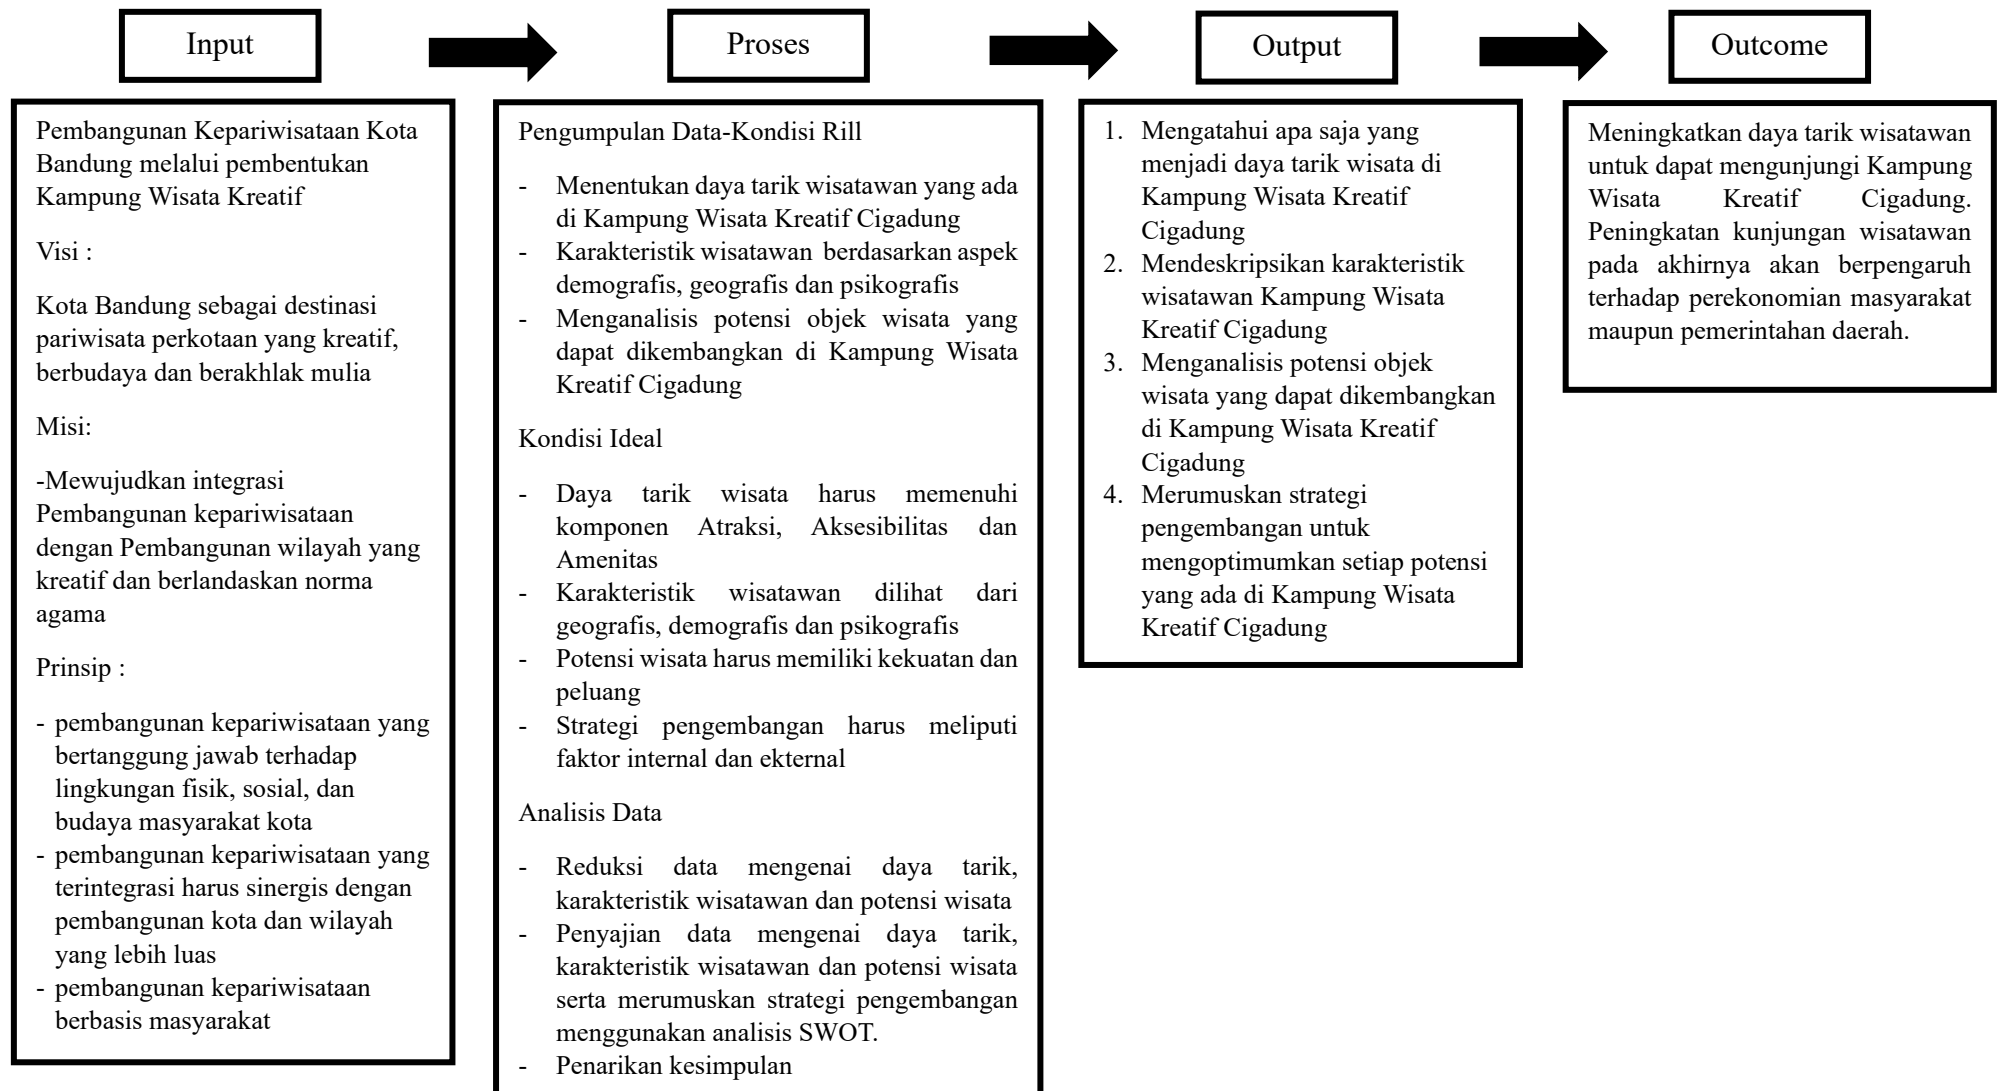 Input
Proses
Output
Outcome
Pembangunan Kepariwisataan Kota
Bandung melalui pembentukan
Kampung Wisata Kreatif
Visi :
Kota Bandung sebagai destinasi
pariwisata perkotaan yang kreatif,
berbudaya dan berakhlak mulia
Misi:
-Mewujudkan integrasi
Pembangunan kepariwisataan
dengan Pembangunan wilayah yang
kreatif dan berlandaskan norma
agama
Prinsip :
- pembangunan kepariwisataan yang
bertanggung jawab terhadap
lingkungan fisik, sosial, dan
budaya masyarakat kota
- pembangunan kepariwisataan yang
terintegrasi harus sinergis dengan
pembangunan kota dan wilayah
yang lebih luas
- pembangunan kepariwisataan
berbasis masyarakat
Pengumpulan Data-Kondisi Rill
- Menentukan daya tarik wisatawan yang ada
di Kampung Wisata Kreatif Cigadung
- Karakteristik wisatawan berdasarkan aspek
demografis, geografis dan psikografis
- Menganalisis potensi objek wisata yang
dapat dikembangkan di Kampung Wisata
Kreatif Cigadung
Kondisi Ideal
- Daya tarik wisata harus memenuhi
komponen Atraksi, Aksesibilitas dan
Amenitas
- Karakteristik wisatawan dilihat dari
geografis, demografis dan psikografis
- Potensi wisata harus memiliki kekuatan dan
peluang
- Strategi pengembangan harus meliputi
faktor internal dan ekternal
Analisis Data
- Reduksi data mengenai daya tarik,
karakteristik wisatawan dan potensi wisata
- Penyajian data mengenai daya tarik,
karakteristik wisatawan dan potensi wisata
serta merumuskan strategi pengembangan
menggunakan analisis SWOT.
- Penarikan kesimpulan
1. Mengatahui apa saja yang
menjadi daya tarik wisata di
Kampung Wisata Kreatif
Cigadung
2. Mendeskripsikan karakteristik
wisatawan Kampung Wisata
Kreatif Cigadung
3. Menganalisis potensi objek
wisata yang dapat dikembangkan
di Kampung Wisata Kreatif
Cigadung
4. Merumuskan strategi
pengembangan untuk
mengoptimumkan setiap potensi
yang ada di Kampung Wisata
Kreatif Cigadung
Meningkatkan daya tarik wisatawan
untuk dapat mengunjungi Kampung
Wisata Kreatif Cigadung.
Peningkatan kunjungan wisatawan
pada akhirnya akan berpengaruh
terhadap perekonomian masyarakat
maupun pemerintahan daerah.